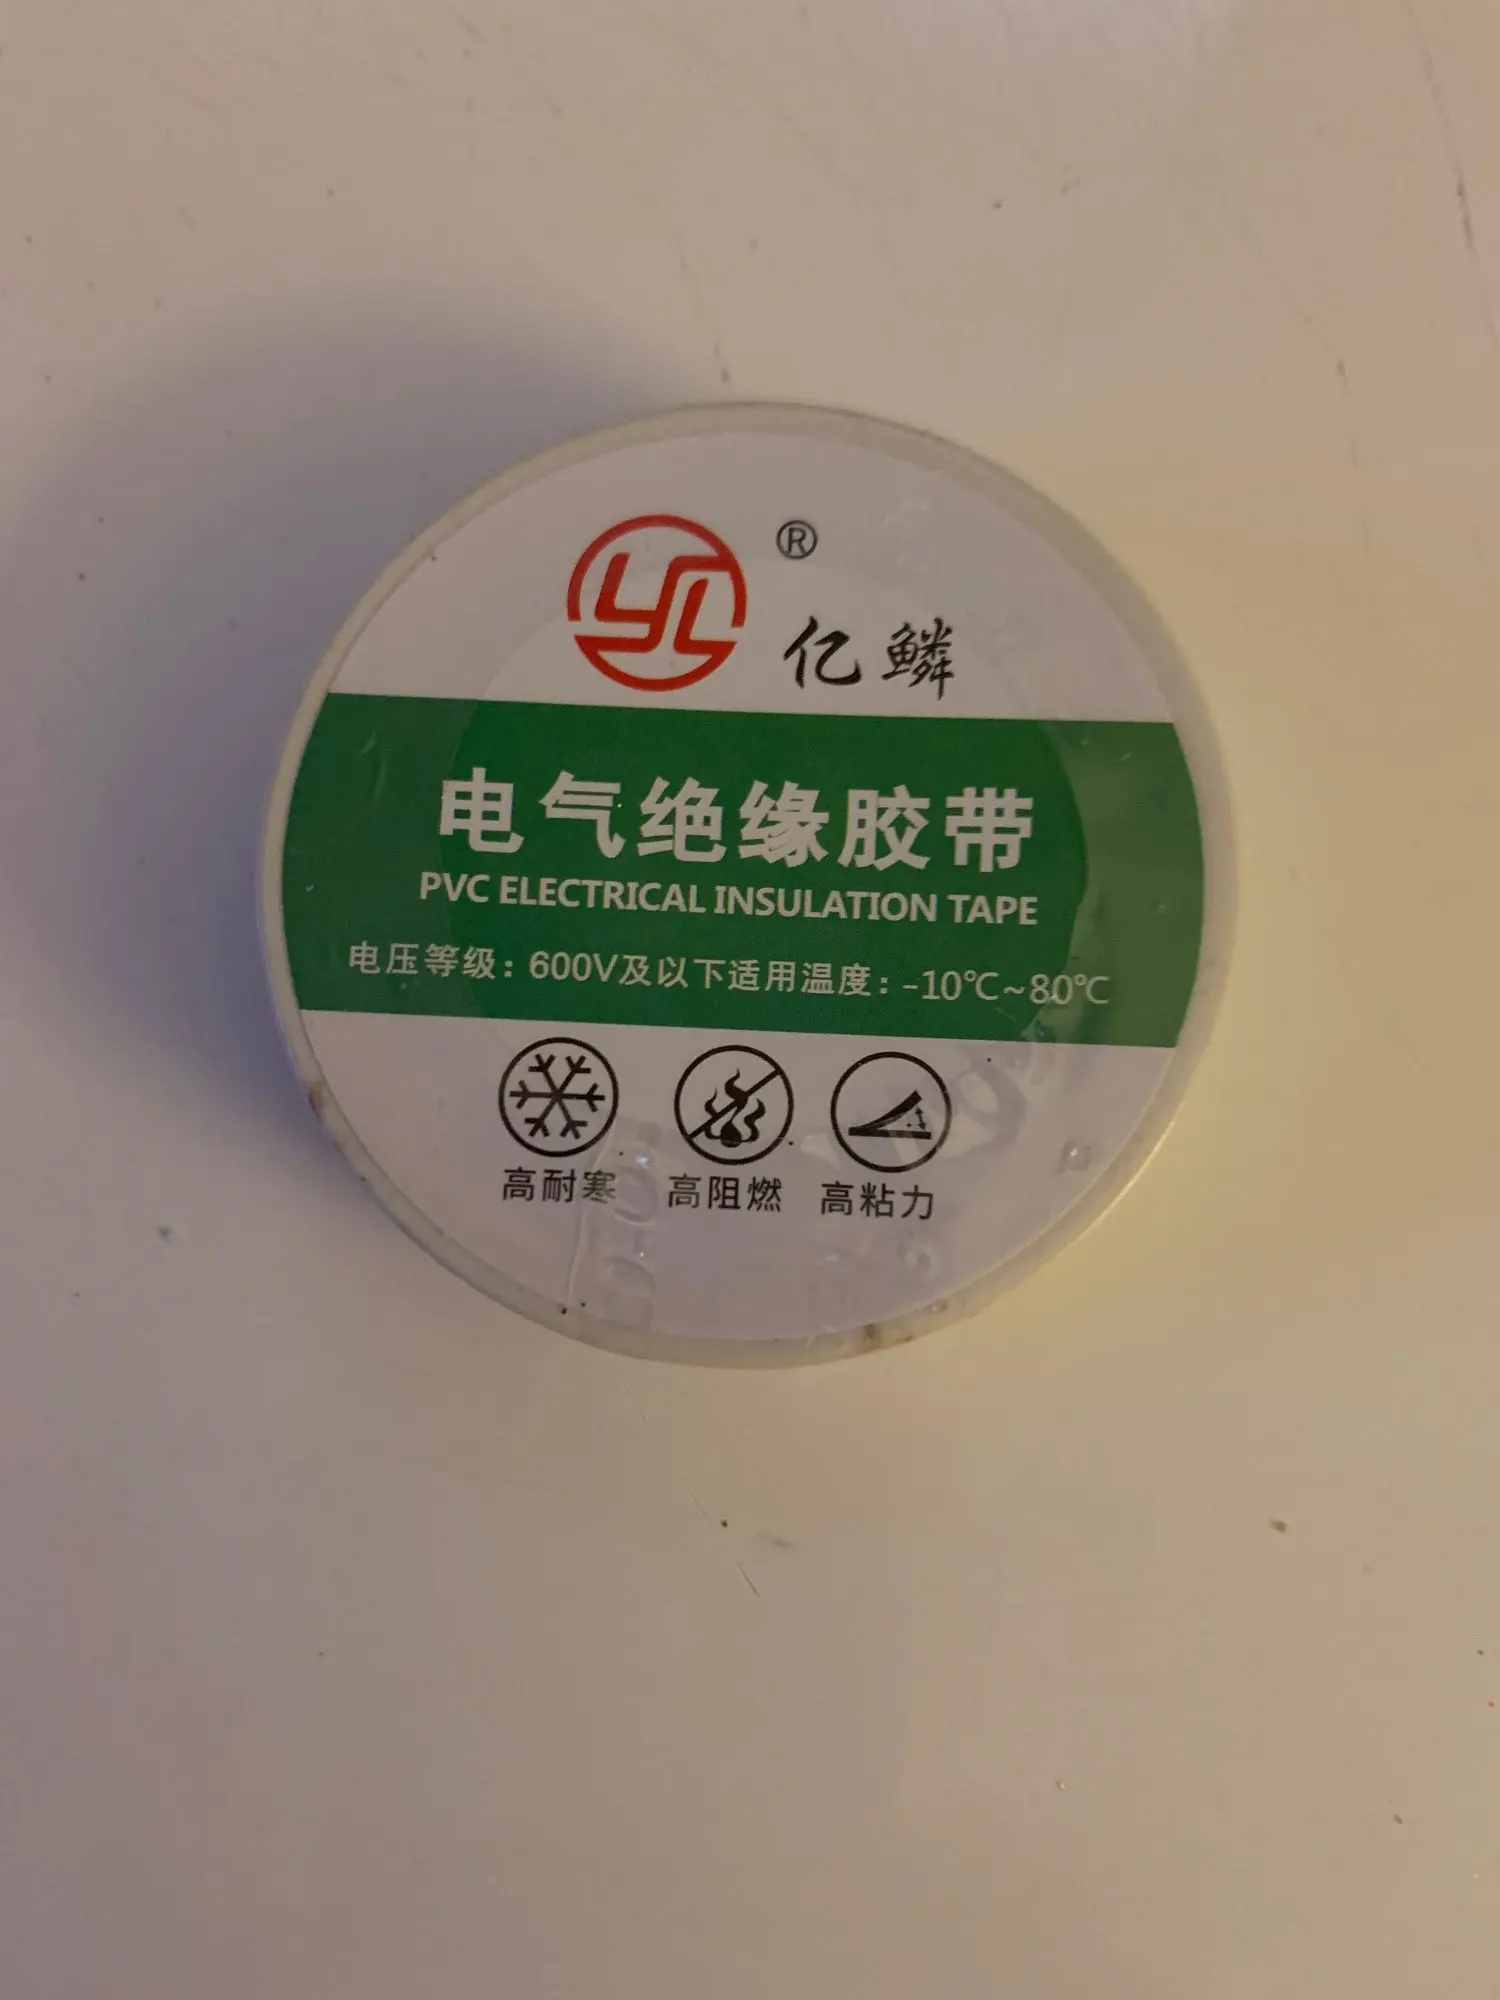 ®
亿鳞
电气绝缘胶带
PVC ELECTRICAL INSULATION TAPE
电压等级：600V及以下适用温度：-10℃~80℃
高耐寒 高阻燃 高粘力